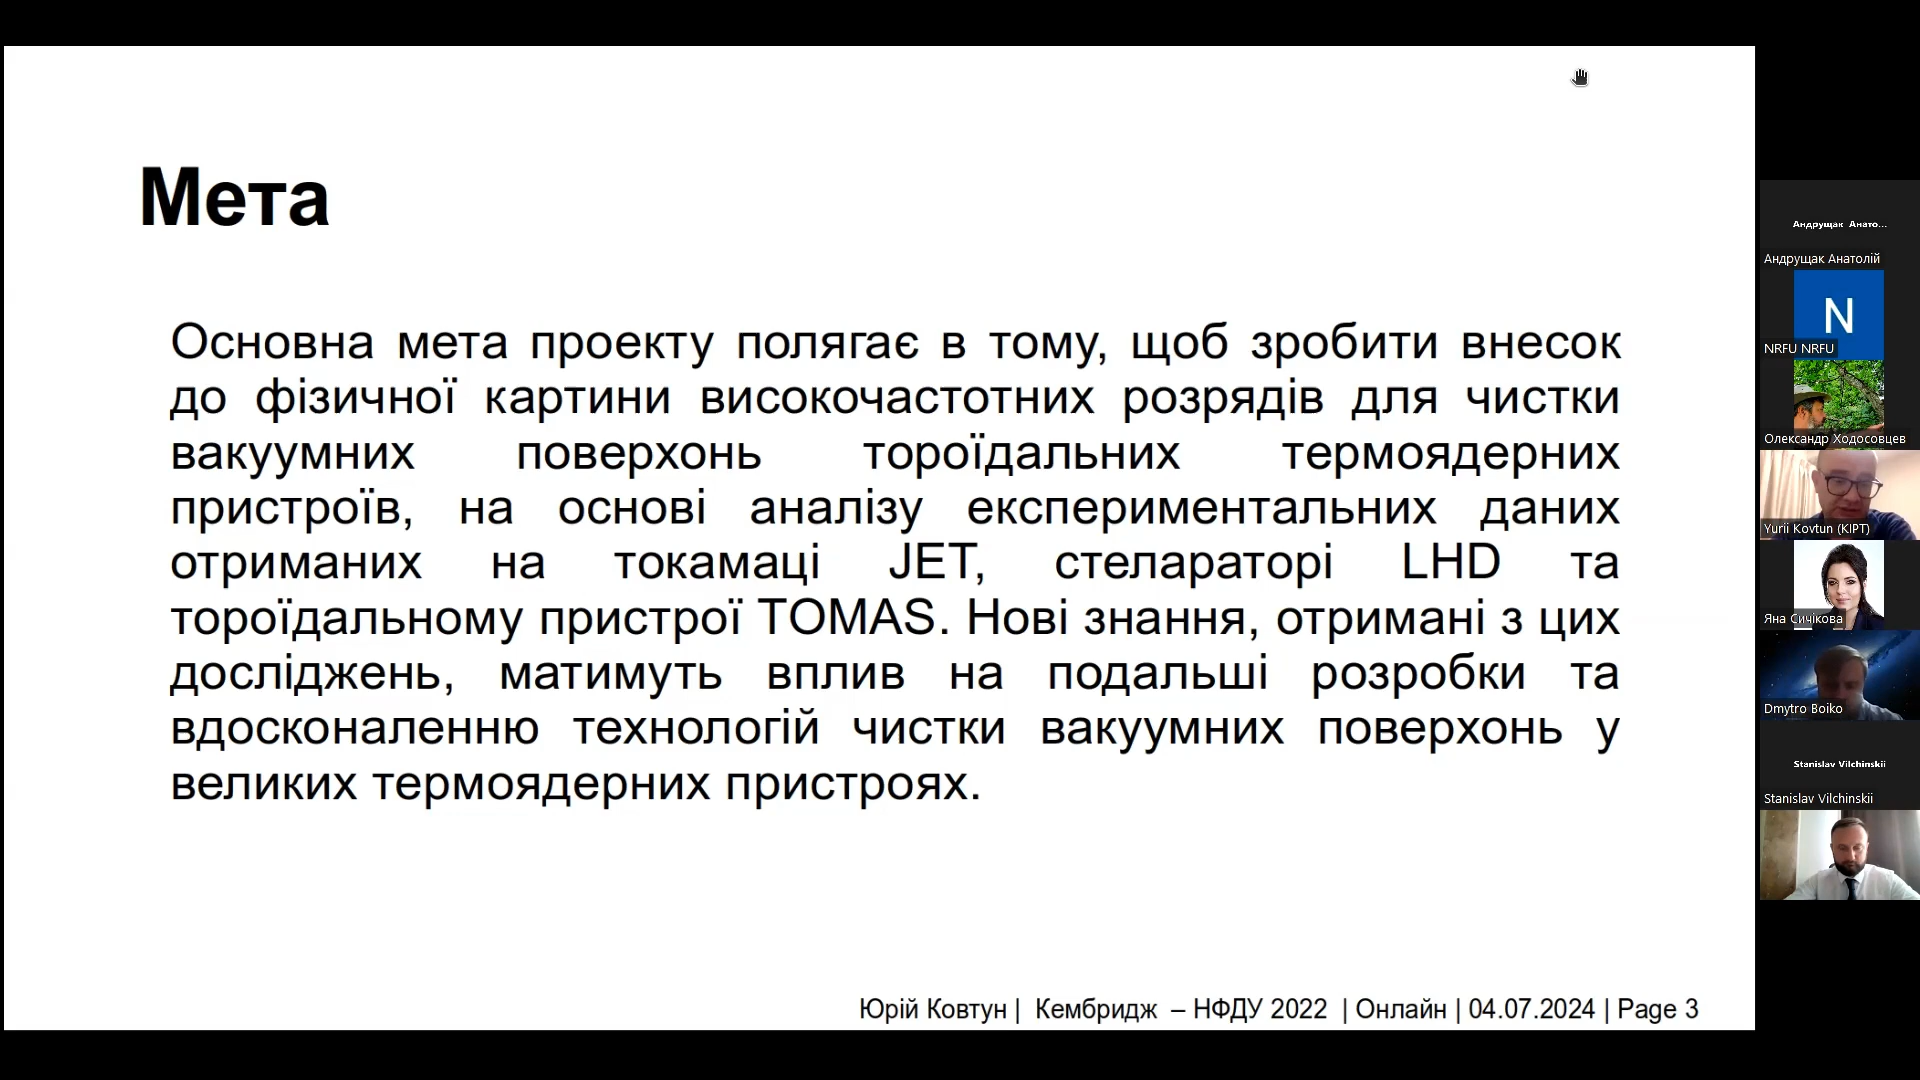 Мета
Основна мета проекту полягає в тому, щоб зробити внесок
до фізичної картини високочастотних розрядів для чистки
вакуумних поверхонь тороїдальних термоядерних
пристроїв, на основі аналізу експериментальних даних
отриманих на токамаці JET, стелараторі LHD та
тороїдальному пристрої TOMAS. Нові знання, отримані з цих
досліджень, матимуть вплив на подальші розробки та
вдосконаленню технологій чистки вакуумних поверхонь у
великих термоядерних пристроях.
Юрій Ковтун | Кембридж – НФДУ 2022 | Онлайн | 04.07.2024 | Page 3
Андрущак Анато...
Андрущак Анатолій
N
NRFU NRFU
Олександр Ходосовцев
Yurii Kovtun (KIPT)
Яна Сичікова
Dmytro Boiko
Stanislav Vilchinskii
Stanislav Vilchinskii